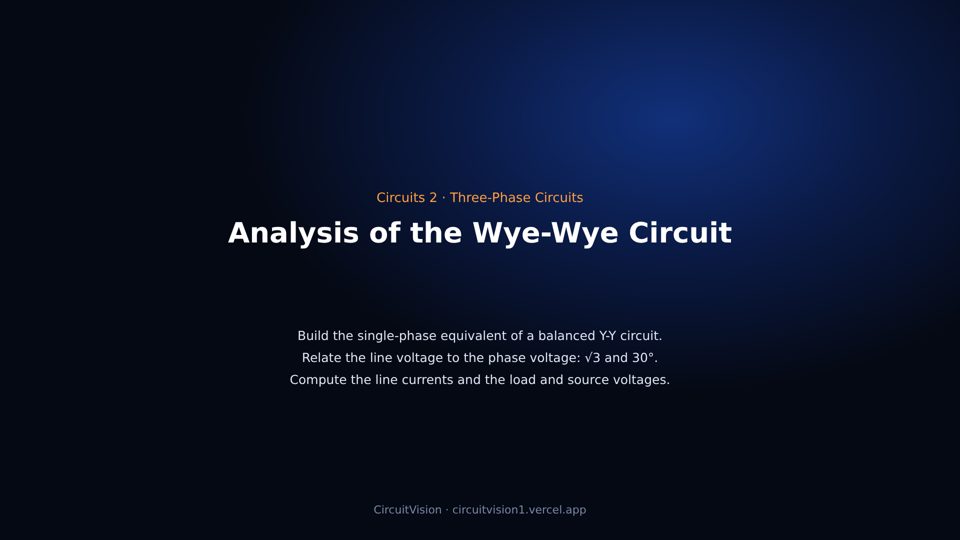 Circuits 2 · Three-Phase Circuits
Analysis of the Wye-Wye Circuit
Build the single-phase equivalent of a balanced Y-Y circuit.
Relate the line voltage to the phase voltage: √3 and 30°.
Compute the line currents and the load and source voltages.
CircuitVision · circuitvision1.vercel.app